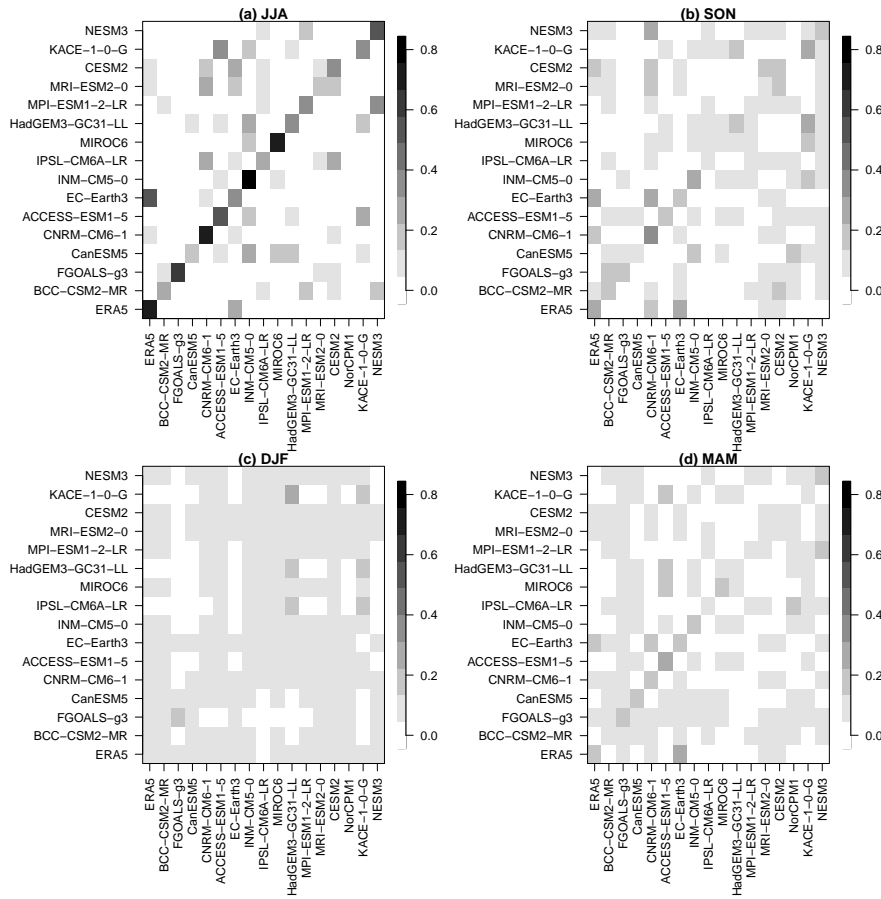 (a) JJA
NESM3
KACE−1−0−G
CESM2
MRI−ESM2−0
MPI−ESM1−2−LR
HadGEM3−GC31−LL
MIROC6
IPSL−CM6A−LR
INM−CM5−0
EC−Earth3
ACCESS−ESM1−5
CNRM−CM6−1
CanESM5
FGOALS−g3
BCC−CSM2−MR
ERA5
0.8
0.6
0.4
0.2
0.0
ERA5
BCC−CSM2−MR
FGOALS−g3
CanESM5
CNRM−CM6−1
ACCESS−ESM1−5
EC−Earth3
INM−CM5−0
IPSL−CM6A−LR
MIROC6
HadGEM3−GC31−LL
MPI−ESM1−2−LR
MRI−ESM2−0
CESM2
NorCPM1
KACE−1−0−G
NESM3
(b) SON
NESM3
KACE−1−0−G
CESM2
MRI−ESM2−0
MPI−ESM1−2−LR
HadGEM3−GC31−LL
MIROC6
IPSL−CM6A−LR
INM−CM5−0
EC−Earth3
ACCESS−ESM1−5
CNRM−CM6−1
CanESM5
FGOALS−g3
BCC−CSM2−MR
ERA5
0.8
0.6
0.4
0.2
0.0
ERA5
BCC−CSM2−MR
FGOALS−g3
CanESM5
CNRM−CM6−1
ACCESS−ESM1−5
EC−Earth3
INM−CM5−0
IPSL−CM6A−LR
MIROC6
HadGEM3−GC31−LL
MPI−ESM1−2−LR
MRI−ESM2−0
CESM2
NorCPM1
KACE−1−0−G
NESM3
(c) DJF
NESM3
KACE−1−0−G
CESM2
MRI−ESM2−0
MPI−ESM1−2−LR
HadGEM3−GC31−LL
MIROC6
IPSL−CM6A−LR
INM−CM5−0
EC−Earth3
ACCESS−ESM1−5
CNRM−CM6−1
CanESM5
FGOALS−g3
BCC−CSM2−MR
ERA5
0.8
0.6
0.4
0.2
0.0
ERA5
BCC−CSM2−MR
FGOALS−g3
CanESM5
CNRM−CM6−1
ACCESS−ESM1−5
EC−Earth3
INM−CM5−0
IPSL−CM6A−LR
MIROC6
HadGEM3−GC31−LL
MPI−ESM1−2−LR
MRI−ESM2−0
CESM2
NorCPM1
KACE−1−0−G
NESM3
(d) MAM
NESM3
KACE−1−0−G
CESM2
MRI−ESM2−0
MPI−ESM1−2−LR
HadGEM3−GC31−LL
MIROC6
IPSL−CM6A−LR
INM−CM5−0
EC−Earth3
ACCESS−ESM1−5
CNRM−CM6−1
CanESM5
FGOALS−g3
BCC−CSM2−MR
ERA5
0.8
0.6
0.4
0.2
0.0
ERA5
BCC−CSM2−MR
FGOALS−g3
CanESM5
CNRM−CM6−1
ACCESS−ESM1−5
EC−Earth3
INM−CM5−0
IPSL−CM6A−LR
MIROC6
HadGEM3−GC31−LL
MPI−ESM1−2−LR
MRI−ESM2−0
CESM2
NorCPM1
KACE−1−0−G
NESM3